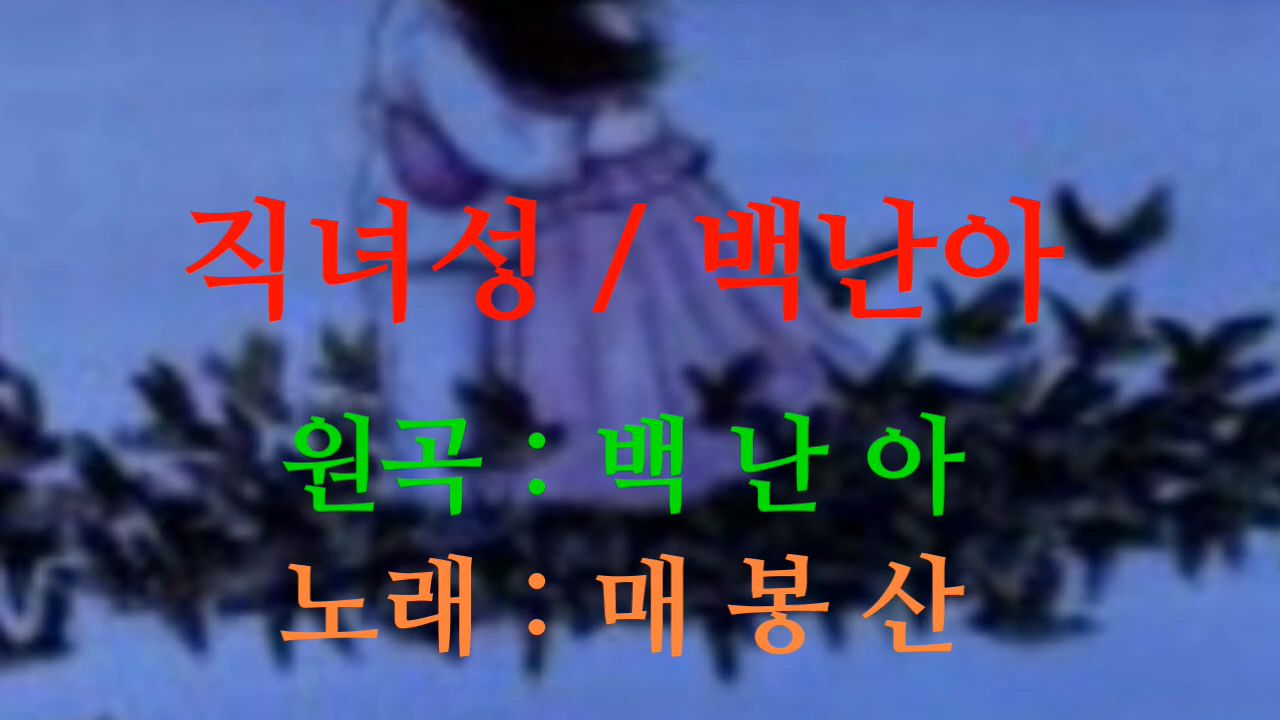 직녀성 / 백난아
원곡 : 백 난 아
노래 : 매 봉 산